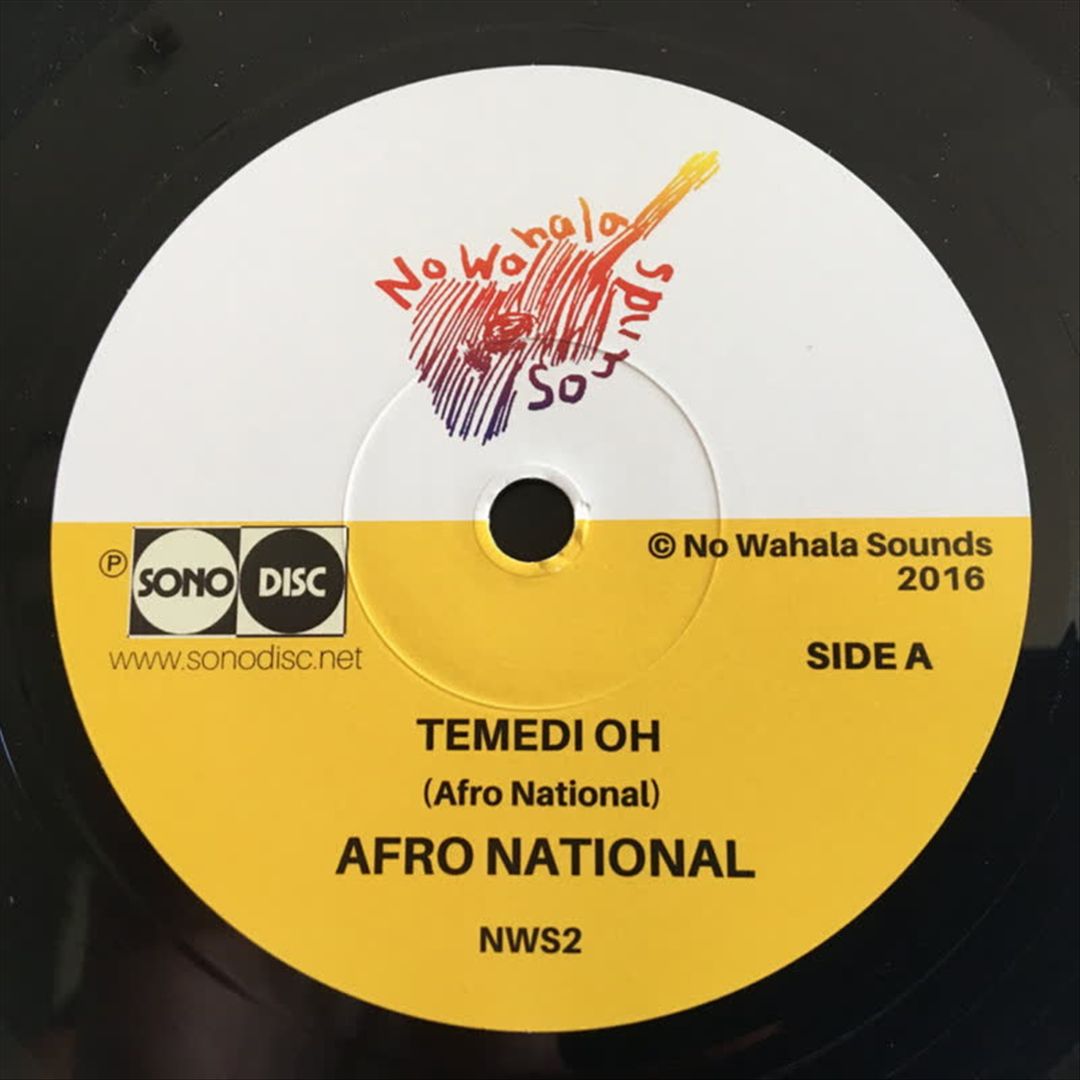 No Wahala
Sounds
℗ SONO DISC
www.sonodisc.net
© No Wahala Sounds
2016
SIDE A
TEMEDI OH
(Afro National)
AFRO NATIONAL
NWS2